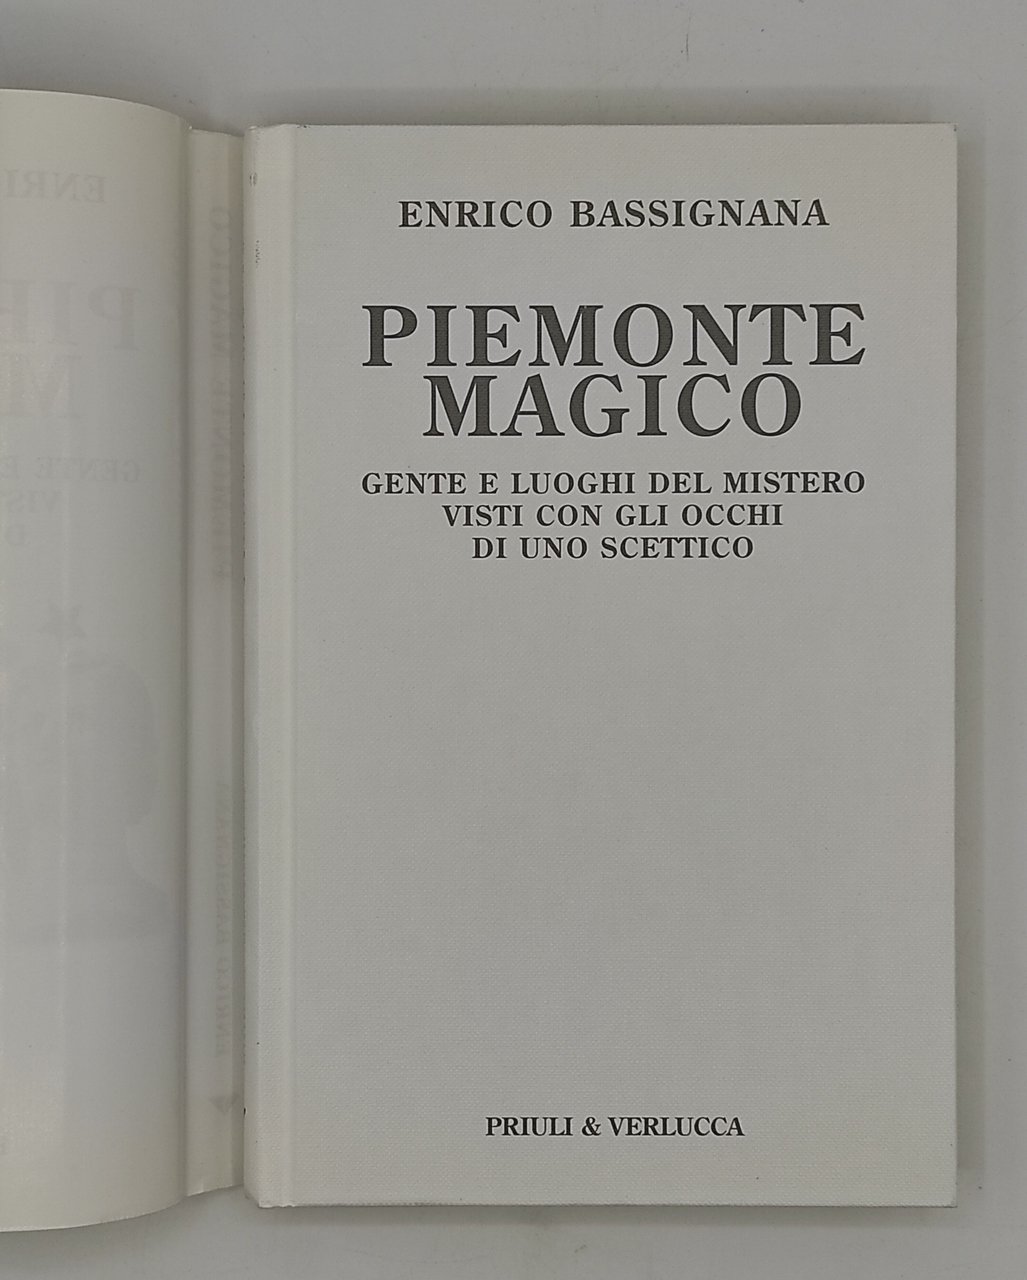 ENRICO BASSIGNANA
PIEMONTE
MAGICO
GENTE E LUOGHI DEL MISTERO
VISTI CON GLI OCCHI
DI UNO SCETTICO
PRIULI & VERLUCCA